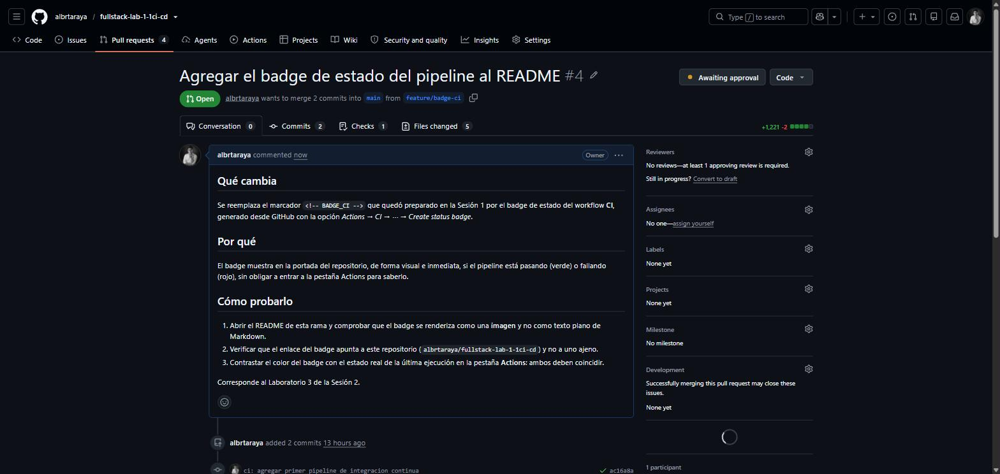 albrtaraya / fullstack-lab-1-1ci-cd
Type / to search
Code
Issues
Pull requests 4
Agents
Actions
Projects
Wiki
Security and quality
Insights
Settings
Agregar el badge de estado del pipeline al README #4
Awaiting approval
Code
Open
albrtaraya wants to merge 2 commits into main from feature/badge-ci
Conversation 0
Commits 2
Checks 1
Files changed 5
+1,221 -2
albrtaraya commented now
Owner
Qué cambia
Se reemplaza el marcador <!-- BADGE_CI --> que quedó preparado en la Sesión 1 por el badge de estado del workflow CI,
generado desde GitHub con la opción Actions → CI → ··· → Create status badge.
Por qué
El badge muestra en la portada del repositorio, de forma visual e inmediata, si el pipeline está pasando (verde) o fallando
(rojo), sin obligar a entrar a la pestaña Actions para saberlo.
Cómo probarlo
1. Abrir el README de esta rama y comprobar que el badge se renderiza como una imagen y no como texto plano de
Markdown.
2. Verificar que el enlace del badge apunta a este repositorio (albrtaraya/fullstack-lab-1-1ci-cd) y no a uno ajeno.
3. Contrastar el color del badge con el estado real de la última ejecución en la pestaña Actions: ambos deben coincidir.
Corresponde al Laboratorio 3 de la Sesión 2.
albrtaraya added 2 commits 13 hours ago
ci: agregar primer pipeline de integracion continua
ac16a8a
Reviewers
No reviews—at least 1 approving review is required.
Still in progress? Convert to draft
Assignees
No one—assign yourself
Labels
None yet
Projects
None yet
Milestone
No milestone
Development
Successfully merging this pull request may close these
issues.
None yet
1 participant